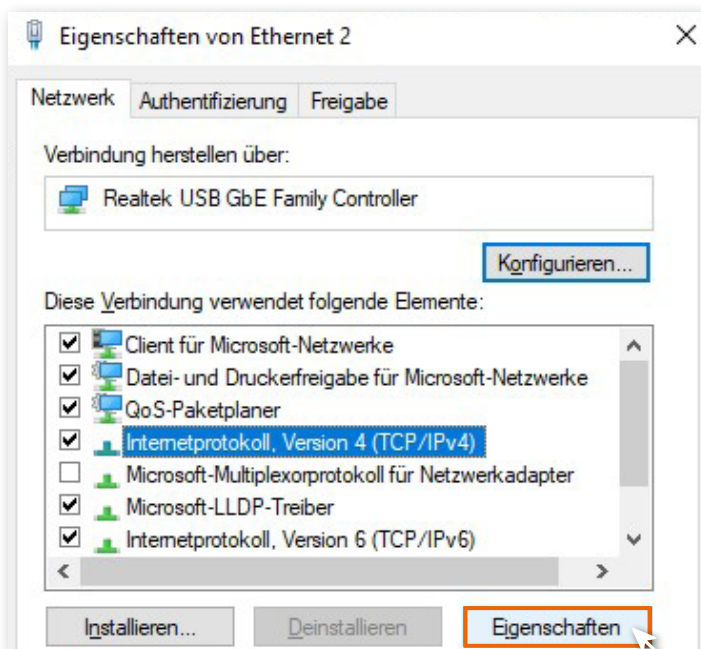 Eigenschaften von Ethernet 2
Netzwerk Authentifizierung Freigabe
Verbindung herstellen über:
Realtek USB GbE Family Controller
Konfigurieren...
Diese Verbindung verwendet folgende Elemente:
Client für Microsoft-Netzwerke
Datei- und Druckerfreigabe für Microsoft-Netzwerke
QoS-Paketplaner
Internetprotokoll, Version 4 (TCP/IPv4)
Microsoft-Multiplexorprotokoll für Netzwerkadapter
Microsoft-LLDP-Treiber
Internetprotokoll, Version 6 (TCP/IPv6)
Installieren... Deinstallieren Eigenschaften